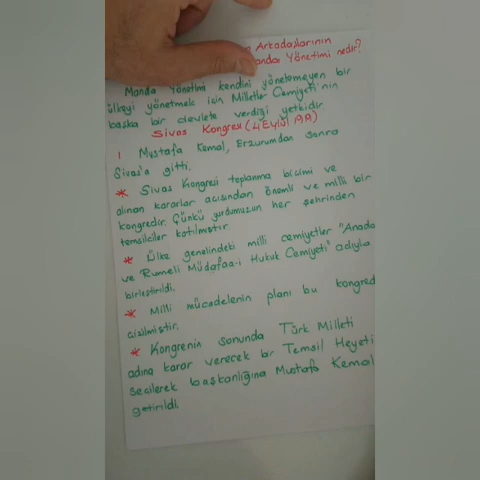 Arkadaşlarının
Yönetimi nedir?
Manda Yönetimi kendini yönetemeyen bir
ülkeyi yönetmek için Milletler Cemiyeti'nin
başka bir devlete verdiği yetkidir.
Sivas Kongresi (4 Eylül 1919)
1 Mustafa Kemal, Erzurumdan sonra
Sivas'a gitti.
* Sivas Kongresi toplanma biçimi ve
alınan kararlar açısından önemli ve milli bir
kongredir. Çünkü yurdumuzun her şehrinden
temsilciler katılmıştır.
* Ülke genelindeki milli cemiyetler "Anado
ve Rumeli Müdafaa-i Hukuk Cemiyeti" adıyla
birleştirildi.
* Milli mücadelenin planı bu kongred
çizilmiştir.
* Kongrenin sonunda Türk Milleti
adına karar verecek bir Temsil Heyeti
seçilerek başkanlığına Mustafa Kemal
getirildi.